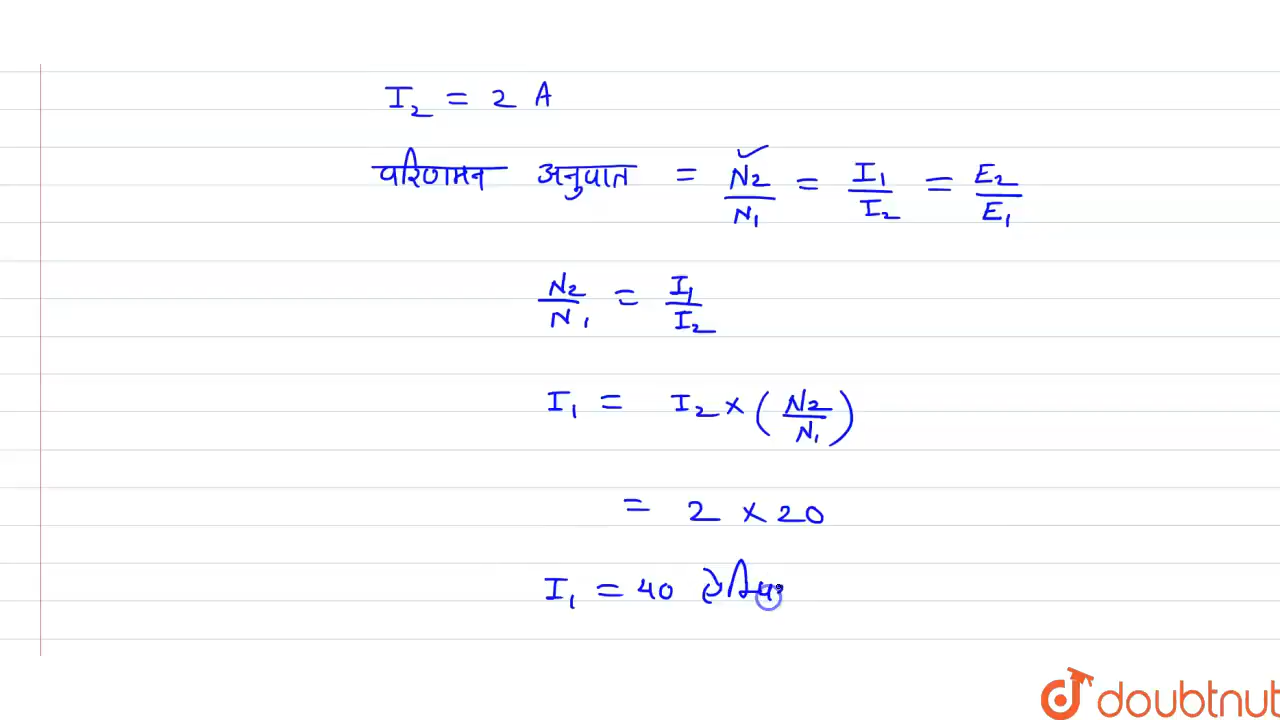 I₂ = 2 A
परिणमन अनुपात = N2/N₁ = I₁/I₂ = E₂/E₁
N₂/N₁ = I₁/I₂
I₁ = I₂ × (N₂/N₁)
= 2 × 20
I₁ = 40
doubtnut